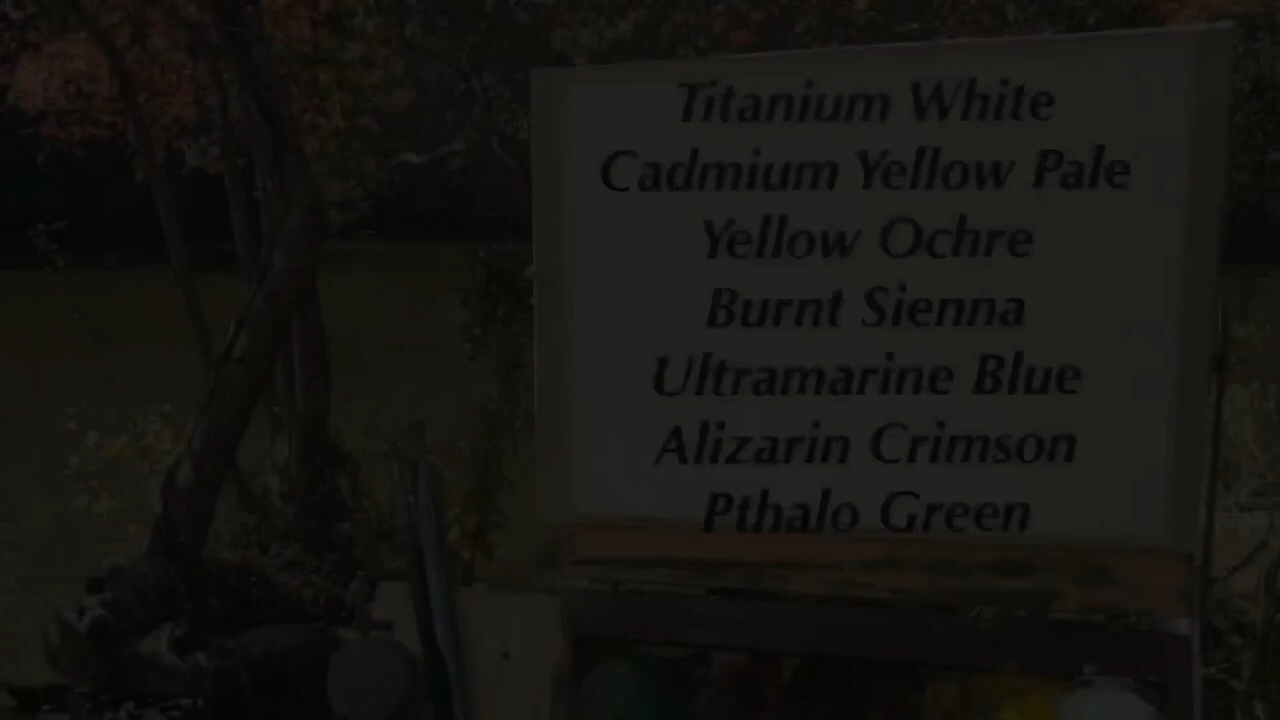 Titanium White
Cadmium Yellow Pale
Yellow Ochre
Burnt Sienna
Ultramarine Blue
Alizarin Crimson
Pthalo Green